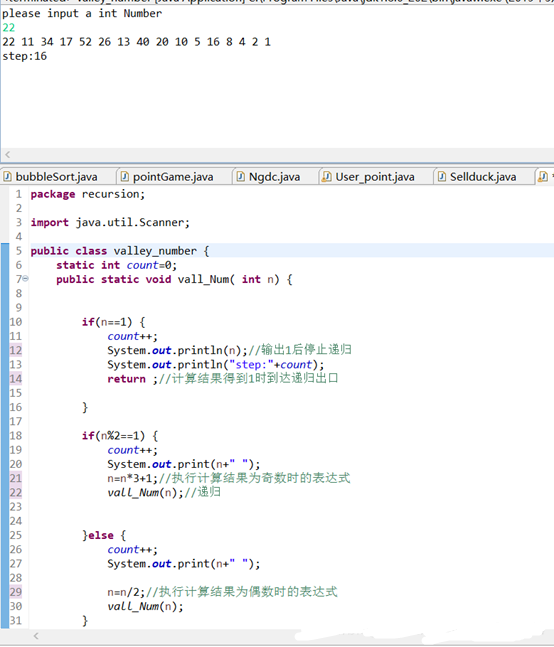 please input a int Number
22
22 11 34 17 52 26 13 40 20 10 5 16 8 4 2 1
step:16
bubbleSort.java pointGame.java Ngdc.java User_point.java Sellduck.java
1 package recursion;
2
3 import java.util.Scanner;
4
5 public class valley_number {
6 static int count=0;
7 public static void vall_Num( int n) {
8
9
10 if(n==1) {
11 count++;
12 System.out.println(n);//输出1后停止递归
13 System.out.println("step:"+count);
14 return ;//计算结果得到1时到达递归出口
15
16 }
17
18 if(n%2==1) {
19 count++;
20 System.out.print(n+" ");
21 n=n*3+1;//执行计算结果为奇数时的表达式
22 vall_Num(n);//递归
23
24
25 }else {
26 count++;
27 System.out.print(n+" ");
28
29 n=n/2;//执行计算结果为偶数时的表达式
30 vall_Num(n);
31 }